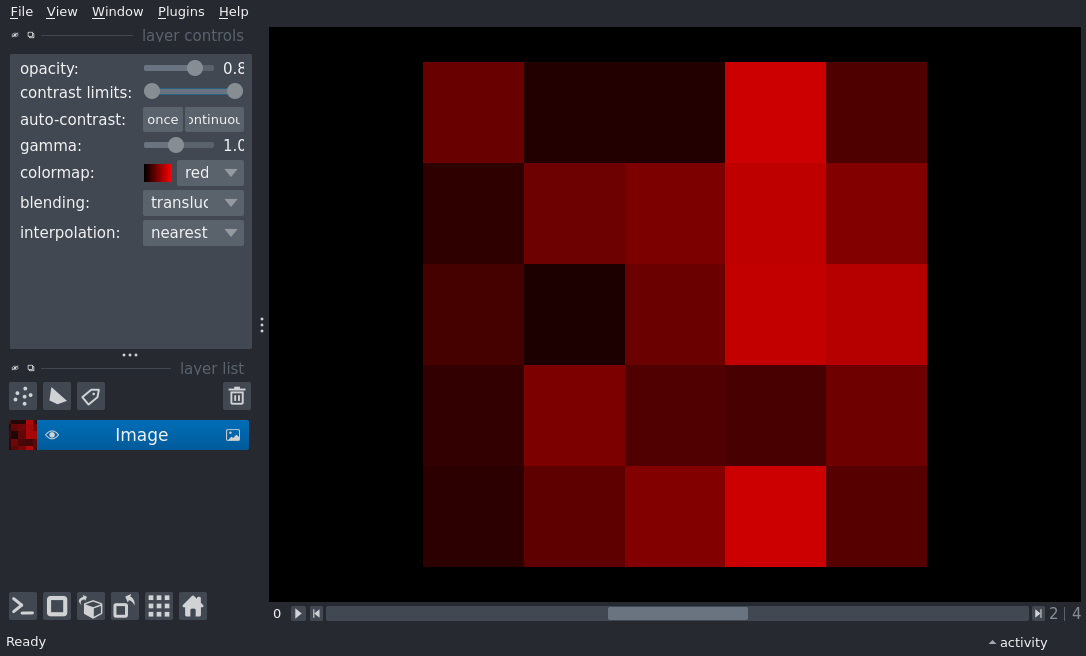 File View Window Plugins Help
layer controls
opacity: 0.8
contrast limits:
auto-contrast: once ontinuou
gamma: 1.0
colormap: red
blending: transluc
interpolation: nearest
layer list
Image
0 2 | 4
Ready activity